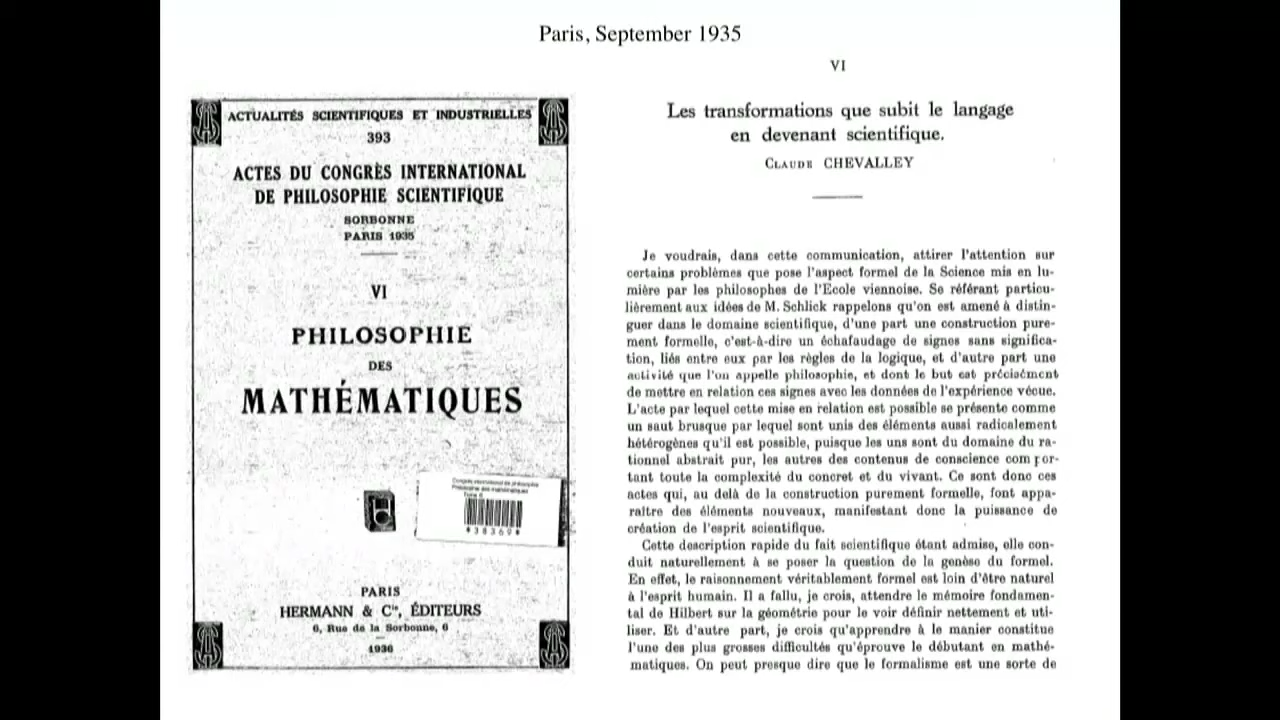 Paris, September 1935
ACTUALITÉS SCIENTIFIQUES ET INDUSTRIELLES
393
ACTES DU CONGRÈS INTERNATIONAL
DE PHILOSOPHIE SCIENTIFIQUE
SORBONNE
PARIS 1935
VI
PHILOSOPHIE
DES
MATHÉMATIQUES
Congrès international de philosophie
Philosophie des mathématiques
Tome 6
*38369*
PARIS
HERMANN & Cie, ÉDITEURS
6, Rue de la Sorbonne, 6
1936
VI
Les transformations que subit le langage
en devenant scientifique.
CLAUDE CHEVALLEY
Je voudrais, dans cette communication, attirer l'attention sur
certains problèmes que pose l'aspect formel de la Science mis en lu-
mière par les philosophes de l'Ecole viennoise. Se référant particu-
lièrement aux idées de M. Schlick rappelons qu'on est amené à distin-
guer dans le domaine scientifique, d'une part une construction pure-
ment formelle, c'est-à-dire un échafaudage de signes sans significa-
tion, liés entre eux par les règles de la logique, et d'autre part une
activité que l'on appelle philosophie, et dont le but est précisément
de mettre en relation ces signes avec les données de l'expérience vécue.
L'acte par lequel cette mise en relation est possible se présente comme
un saut brusque par lequel sont unis des éléments aussi radicalement
hétérogènes qu'il est possible, puisque les uns sont du domaine du ra-
tionnel abstrait pur, les autres des contenus de conscience compor-
tant toute la complexité du concret et du vivant. Ce sont donc ces
actes qui, au delà de la construction purement formelle, font appa-
raître des éléments nouveaux, manifestant donc la puissance de
création de l'esprit scientifique.
Cette description rapide du fait scientifique étant admise, elle con-
duit naturellement à se poser la question de la genèse du formel.
En effet, le raisonnement véritablement formel est loin d'être naturel
à l'esprit humain. Il a fallu, je crois, attendre le mémoire fondamen-
tal de Hilbert sur la géométrie pour le voir définir nettement et uti-
liser. Et d'autre part, je crois qu'apprendre à le manier constitue
l'une des plus grosses difficultés qu'éprouve le débutant en mathé-
matiques. On peut presque dire que le formalisme est une sorte de